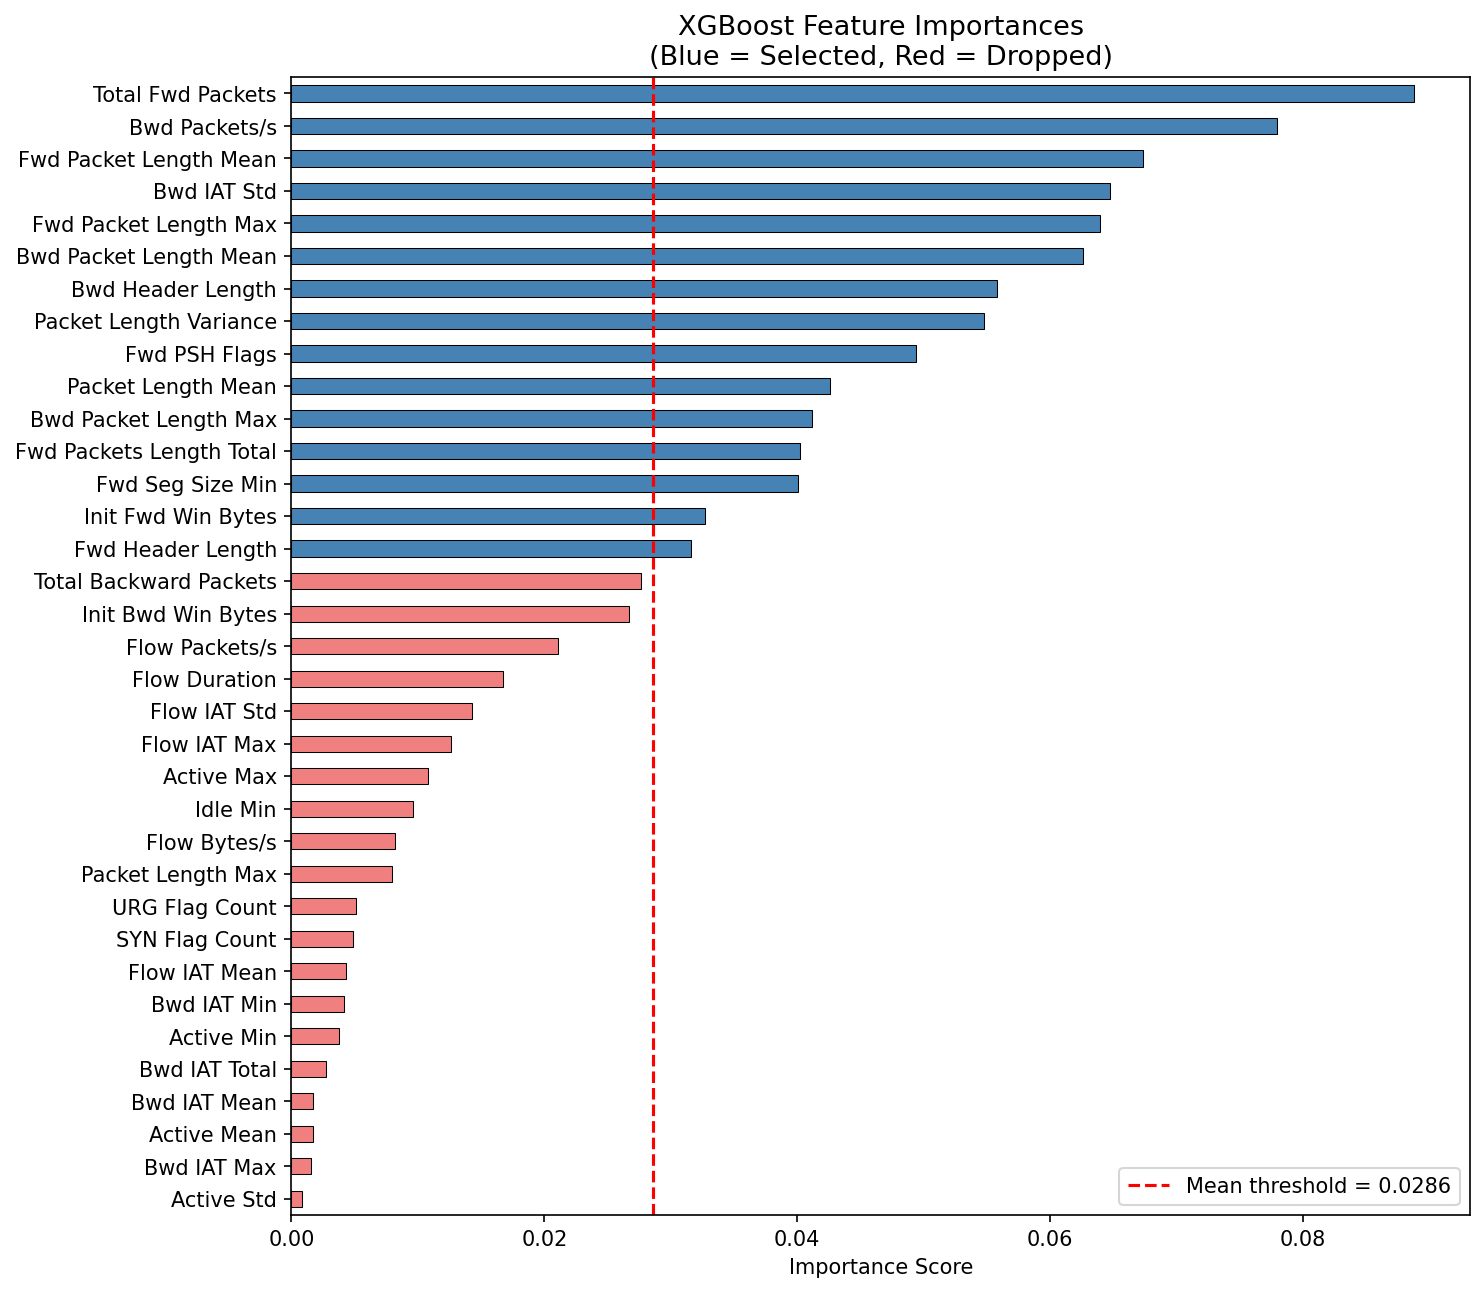 XGBoost Feature Importances
(Blue = Selected, Red = Dropped)
Total Fwd Packets
Bwd Packets/s
Fwd Packet Length Mean
Bwd IAT Std
Fwd Packet Length Max
Bwd Packet Length Mean
Bwd Header Length
Packet Length Variance
Fwd PSH Flags
Packet Length Mean
Bwd Packet Length Max
Fwd Packets Length Total
Fwd Seg Size Min
Init Fwd Win Bytes
Fwd Header Length
Total Backward Packets
Init Bwd Win Bytes
Flow Packets/s
Flow Duration
Flow IAT Std
Flow IAT Max
Active Max
Idle Min
Flow Bytes/s
Packet Length Max
URG Flag Count
SYN Flag Count
Flow IAT Mean
Bwd IAT Min
Active Min
Bwd IAT Total
Bwd IAT Mean
Active Mean
Bwd IAT Max
Active Std
Mean threshold = 0.0286
0.00 0.02 0.04 0.06 0.08
Importance Score